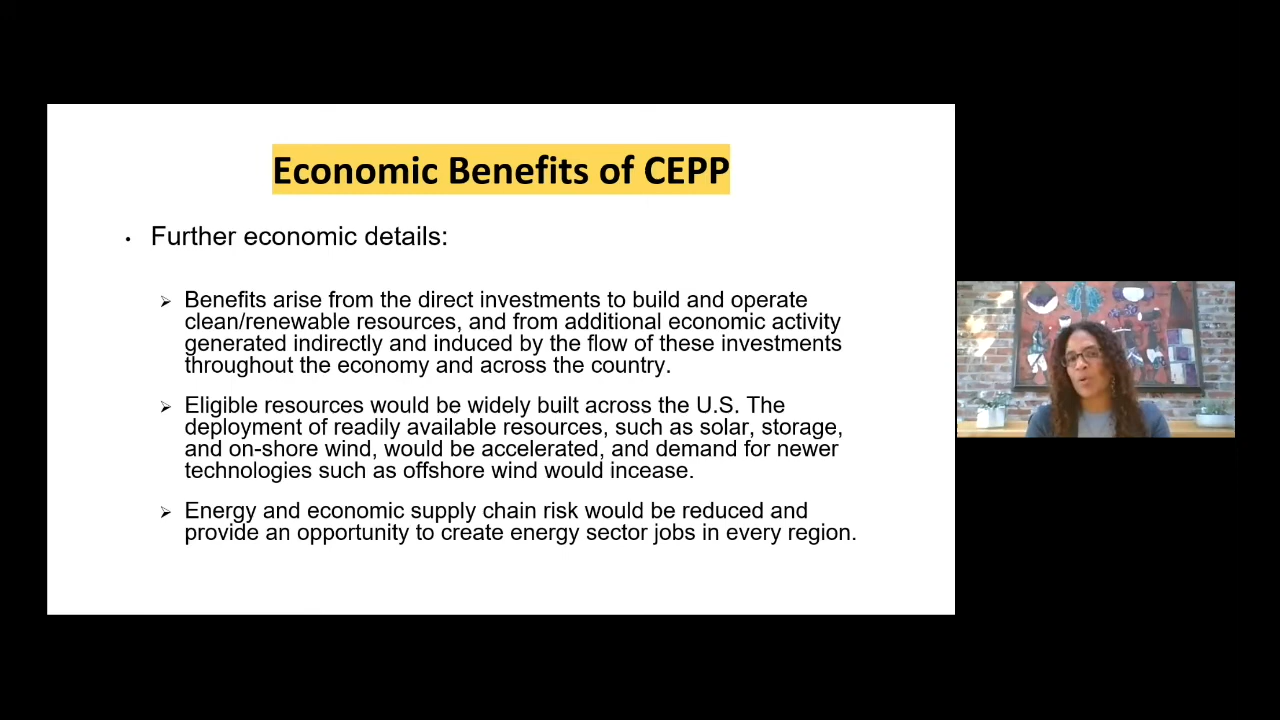 Economic Benefits of CEPP
• Further economic details:
➢ Benefits arise from the direct investments to build and operate
clean/renewable resources, and from additional economic activity
generated indirectly and induced by the flow of these investments
throughout the economy and across the country.
➢ Eligible resources would be widely built across the U.S. The
deployment of readily available resources, such as solar, storage,
and on-shore wind, would be accelerated, and demand for newer
technologies such as offshore wind would incease.
➢ Energy and economic supply chain risk would be reduced and
provide an opportunity to create energy sector jobs in every region.